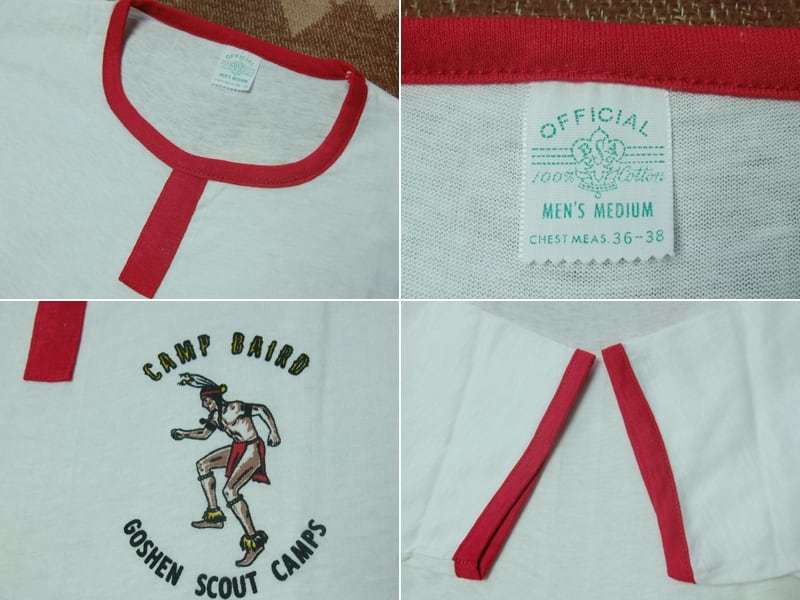 OFFICIAL
BSA
100% Cotton
MEN'S MEDIUM
CHEST MEAS. 36-38
CAMP BAIRD
GOSHEN SCOUT CAMPS